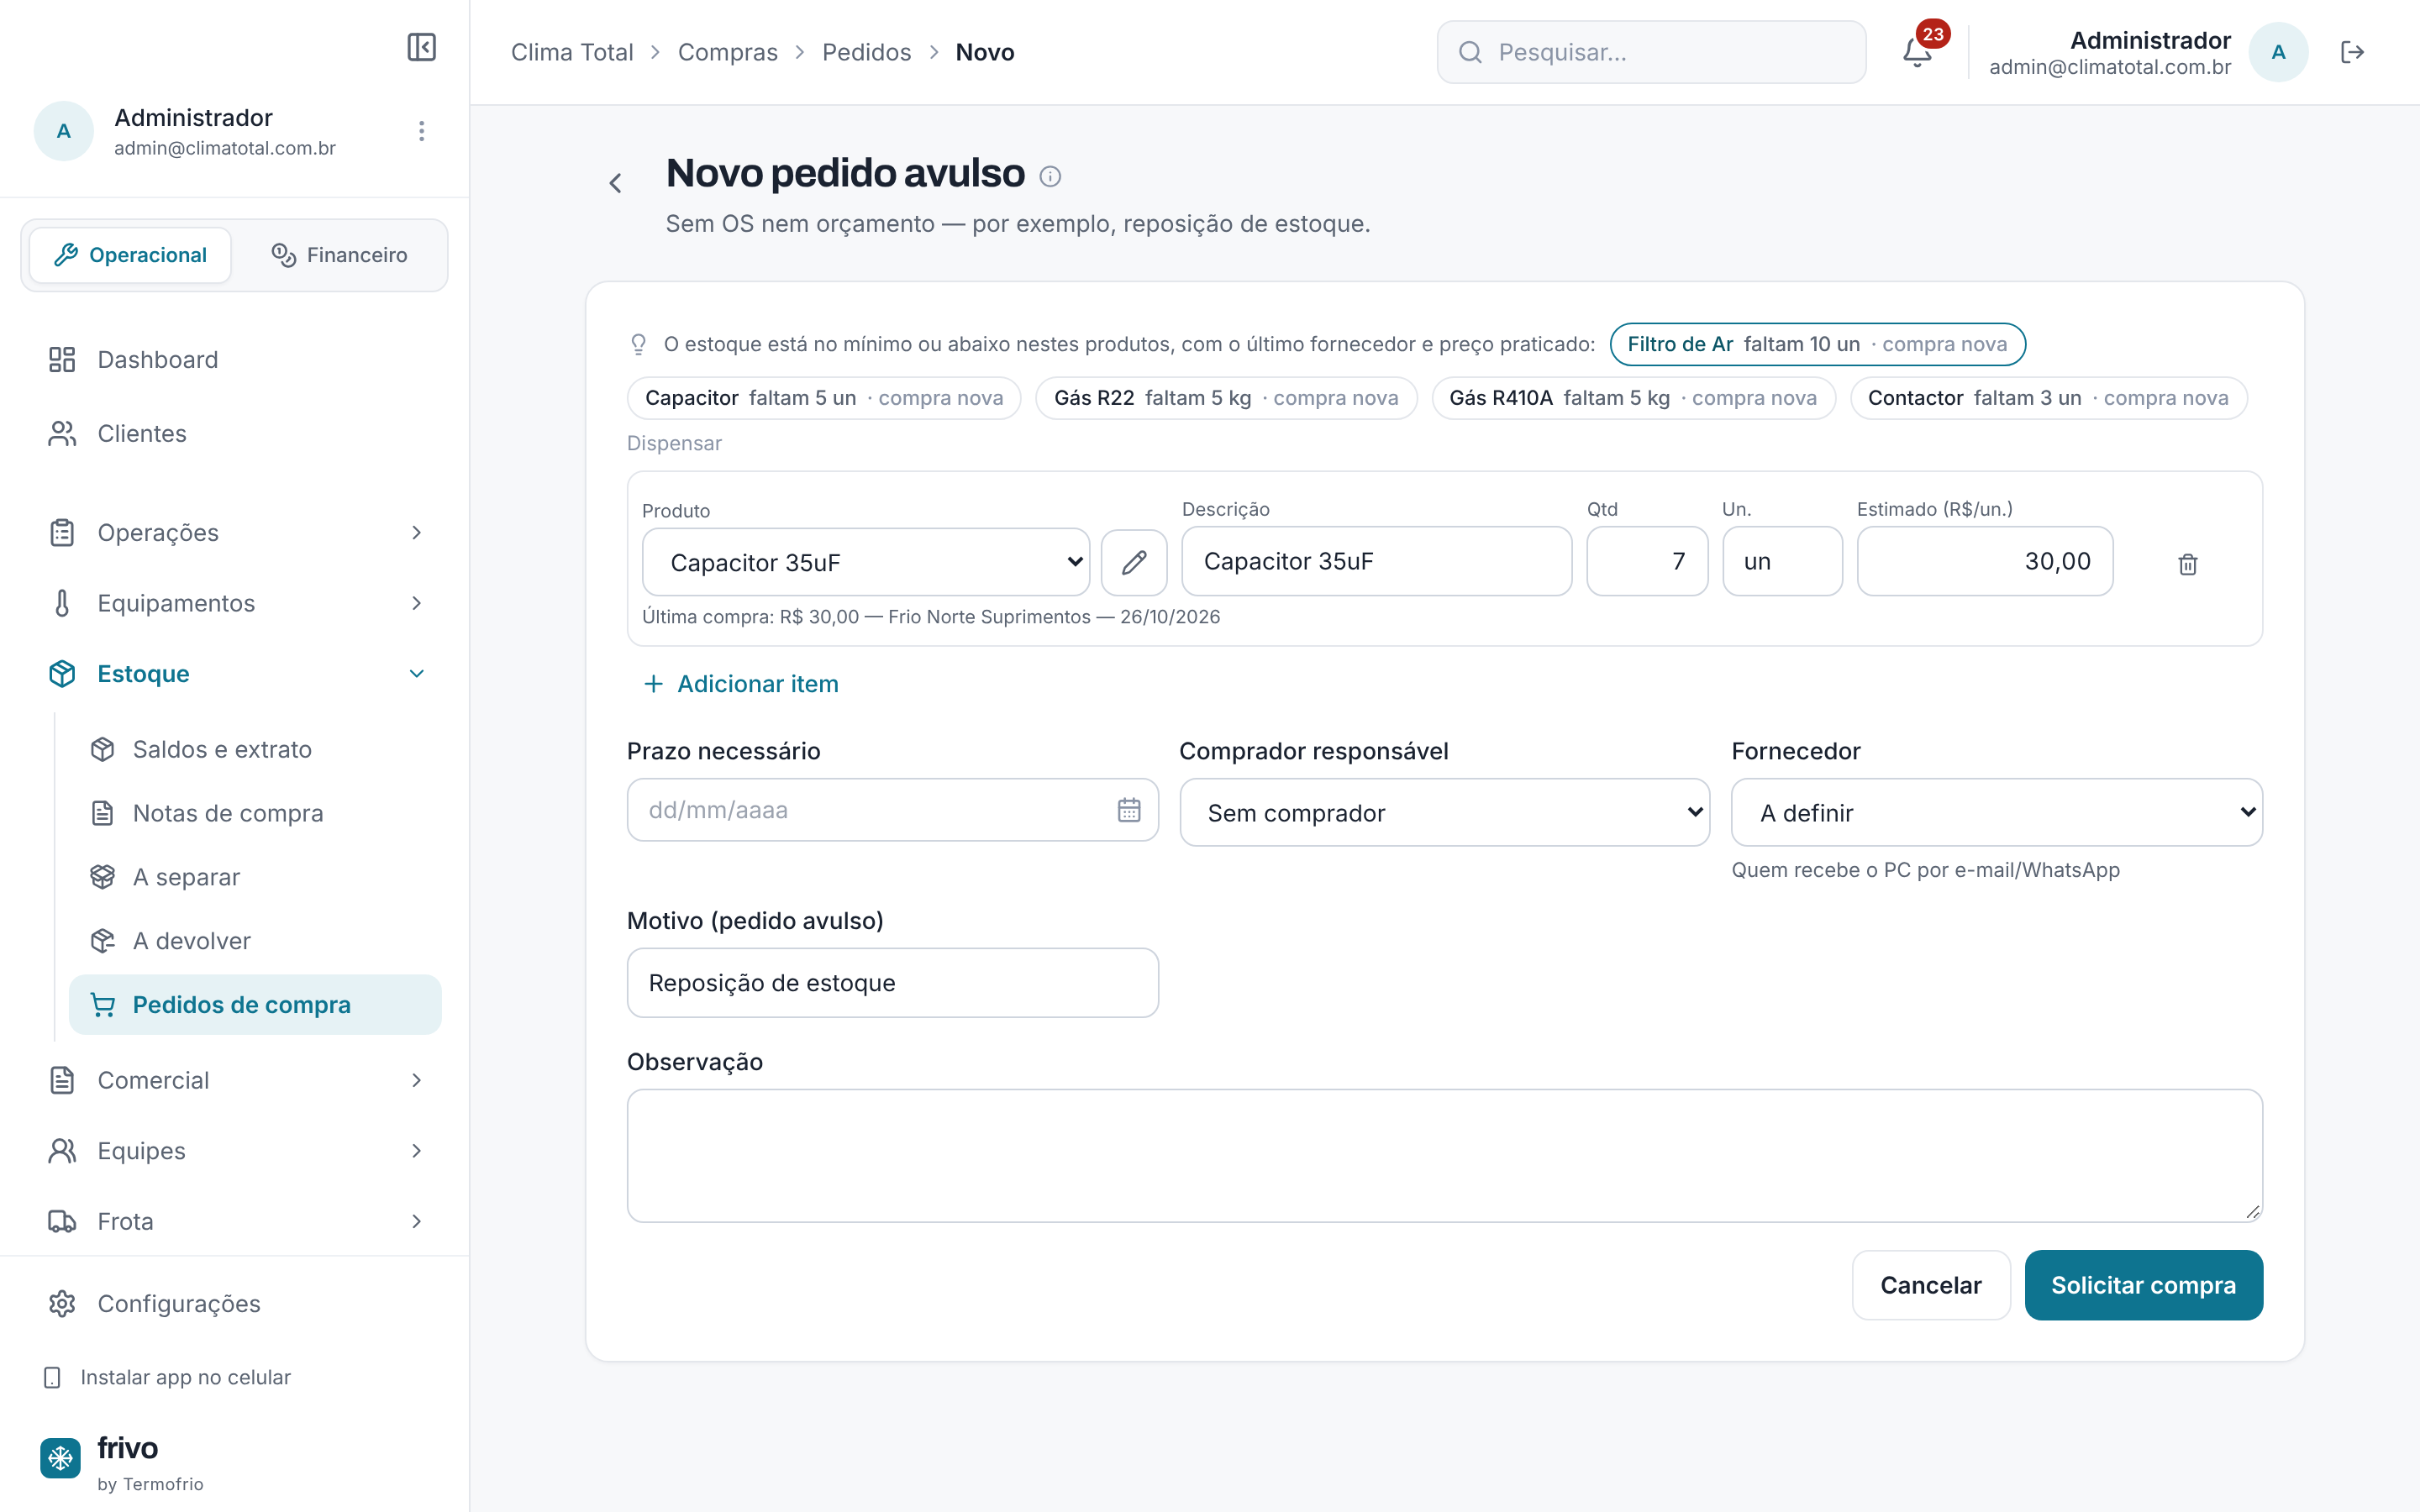 Administrador
admin@climatotal.com.br
A
Operacional
Financeiro
Dashboard
Clientes
Operações
Equipamentos
Estoque
Saldos e extrato
Notas de compra
A separar
A devolver
Pedidos de compra
Comercial
Equipes
Frota
Configurações
Instalar app no celular
frivo
by Termofrio
Clima Total > Compras > Pedidos > Novo
Pesquisar...
23
Administrador
admin@climatotal.com.br
A
Novo pedido avulso
Sem OS nem orçamento — por exemplo, reposição de estoque.
O estoque está no mínimo ou abaixo nestes produtos, com o último fornecedor e preço praticado: Filtro de Ar faltam 10 un · compra nova
Capacitor faltam 5 un · compra nova Gás R22 faltam 5 kg · compra nova Gás R410A faltam 5 kg · compra nova Contactor faltam 3 un · compra nova
Dispensar
Produto Descrição Qtd Un. Estimado (R$/un.)
Capacitor 35uF Capacitor 35uF 7 un 30,00
Última compra: R$ 30,00 — Frio Norte Suprimentos — 26/10/2026
+ Adicionar item
Prazo necessário Comprador responsável Fornecedor
dd/mm/aaaa Sem comprador A definir
Quem recebe o PC por e-mail/WhatsApp
Motivo (pedido avulso)
Reposição de estoque
Observação
Cancelar Solicitar compra